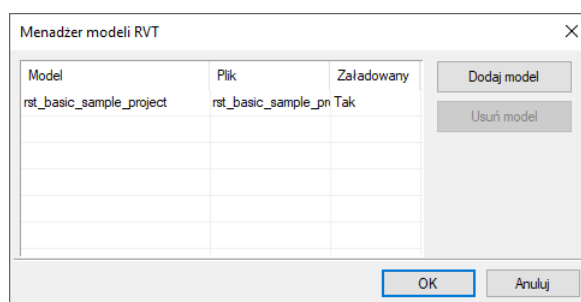 Menadżer modeli RVT
Model Plik Załadowany
rst_basic_sample_project rst_basic_sample_pr Tak
Dodaj model
Usuń model
OK Anuluj